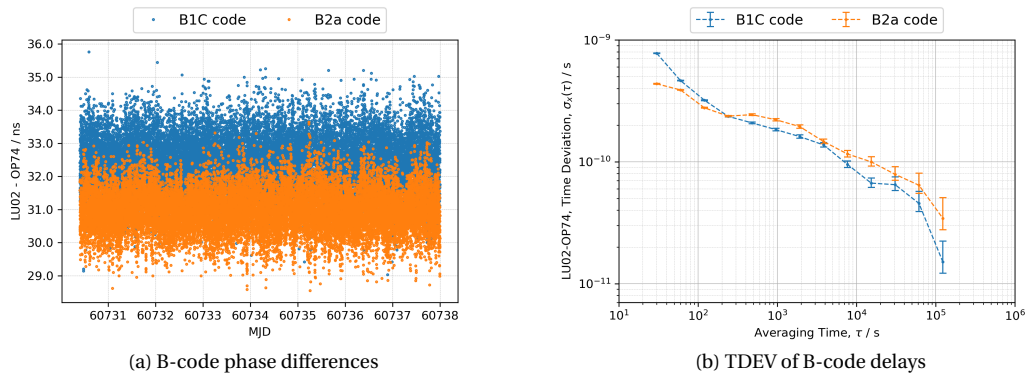 B1C code B2a code
36.0
35.0
34.0
33.0
32.0
31.0
30.0
29.0
LU02 - OP74 / ns
60731 60732 60733 60734 60735 60736 60737 60738
MJD
(a) B-code phase differences
B1C code B2a code
10⁻⁹
10⁻¹⁰
10⁻¹¹
LU02-OP74, Time Deviation, σₓ(τ) / s
10¹ 10² 10³ 10⁴ 10⁵ 10⁶
Averaging Time, τ / s
(b) TDEV of B-code delays